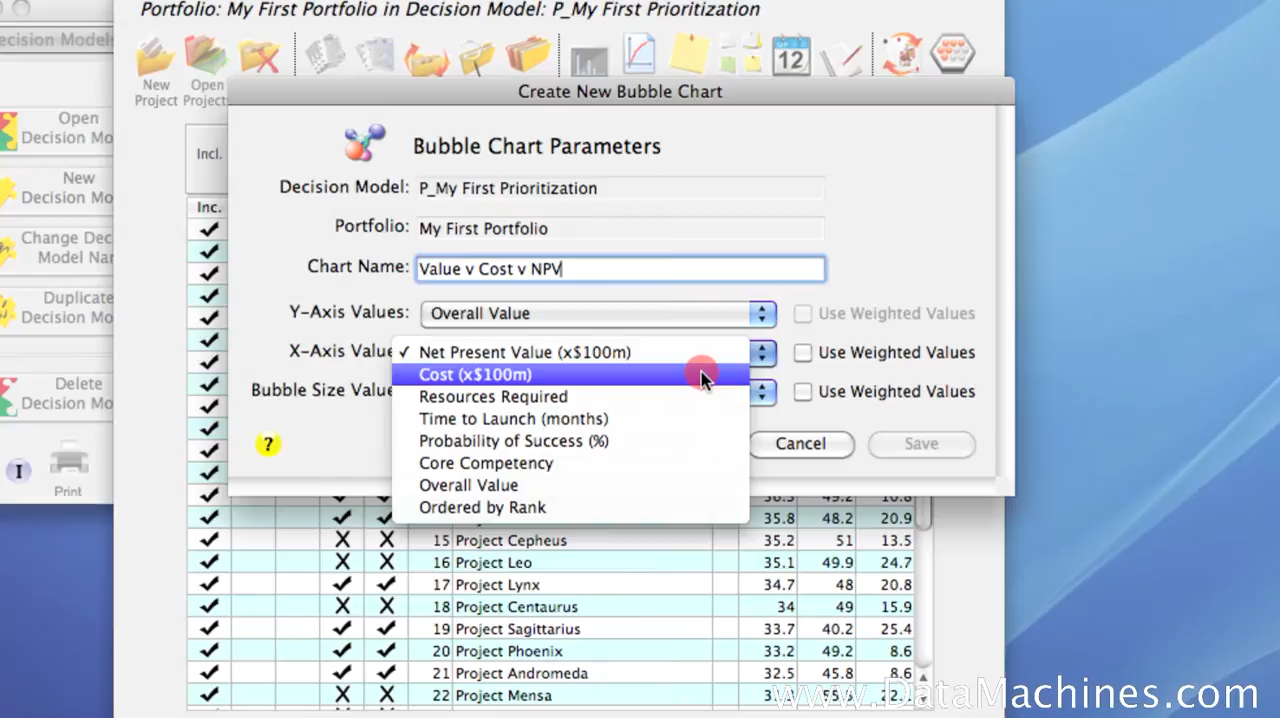 Portfolio: My First Portfolio in Decision Model: P_My First Prioritization
ecision Models
12
New Project
Open
Project
Create New Bubble Chart
Open
Decision Mo
New
Decision Mo
Change Dec
Model Nar
Duplicate
Decision Mo
Delete
Decision Mo
I
Print
Incl.
Inc.
Bubble Chart Parameters
Decision Model: P_My First Prioritization
Portfolio: My First Portfolio
Chart Name: Value v Cost v NPV
Y-Axis Values: Overall Value Use Weighted Values
X-Axis Value ✓ Net Present Value (x$100m) Use Weighted Values
Cost (x$100m)
Bubble Size Value Resources Required Use Weighted Values
Time to Launch (months)
Probability of Success (%)
Core Competency
Overall Value
Ordered by Rank
? Cancel Save
35.8 48.2 20.9
15 Project Cepheus 35.2 51 13.5
16 Project Leo 35.1 49.9 24.7
17 Project Lynx 34.7 48 20.8
18 Project Centaurus 34 49 15.9
19 Project Sagittarius 33.7 40.2 25.4
20 Project Phoenix 33.2 49.2 8.6
21 Project Andromeda 32.5 45.8 8.6
22 Project Mensa
www.DataMachines.com